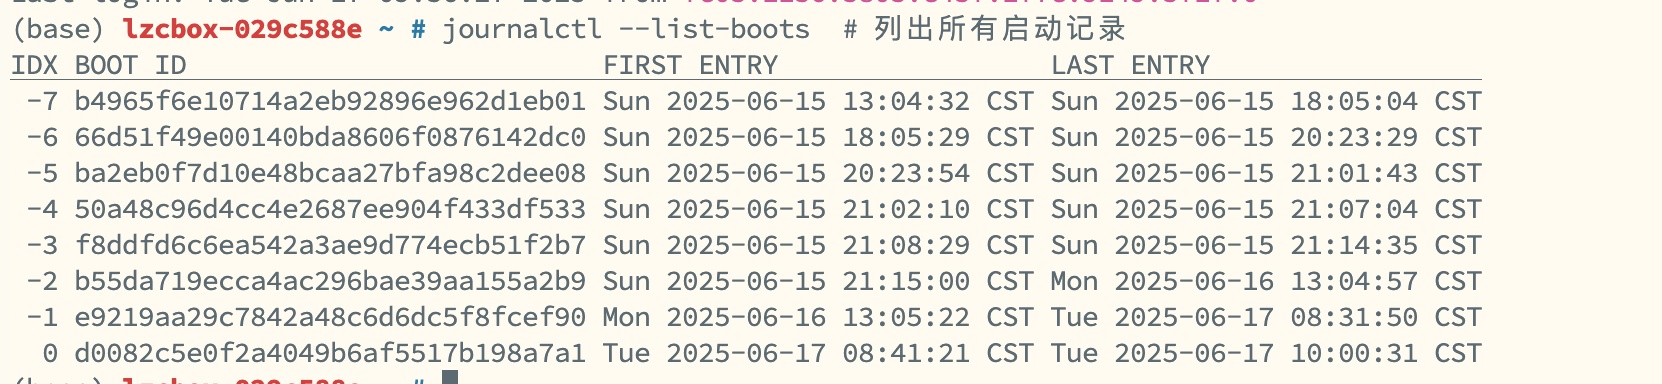 (base) lzcbox-029c588e ~ # journalctl --list-boots  # 列出所有启动记录
IDX BOOT ID                          FIRST ENTRY                 LAST ENTRY
 -7 b4965f6e10714a2eb92896e962d1eb01 Sun 2025-06-15 13:04:32 CST Sun 2025-06-15 18:05:04 CST
 -6 66d51f49e00140bda8606f0876142dc0 Sun 2025-06-15 18:05:29 CST Sun 2025-06-15 20:23:29 CST
 -5 ba2eb0f7d10e48bcaa27bfa98c2dee08 Sun 2025-06-15 20:23:54 CST Sun 2025-06-15 21:01:43 CST
 -4 50a48c96d4cc4e2687ee904f433df533 Sun 2025-06-15 21:02:10 CST Sun 2025-06-15 21:07:04 CST
 -3 f8ddfd6c6ea542a3ae9d774ecb51f2b7 Sun 2025-06-15 21:08:29 CST Sun 2025-06-15 21:14:35 CST
 -2 b55da719ecca4ac296bae39aa155a2b9 Sun 2025-06-15 21:15:00 CST Mon 2025-06-16 13:04:57 CST
 -1 e9219aa29c7842a48c6d6dc5f8fcef90 Mon 2025-06-16 13:05:22 CST Tue 2025-06-17 08:31:50 CST
  0 d0082c5e0f2a4049b6af5517b198a7a1 Tue 2025-06-17 08:41:21 CST Tue 2025-06-17 10:00:31 CST
(base) lzcbox-029c588e ~ #